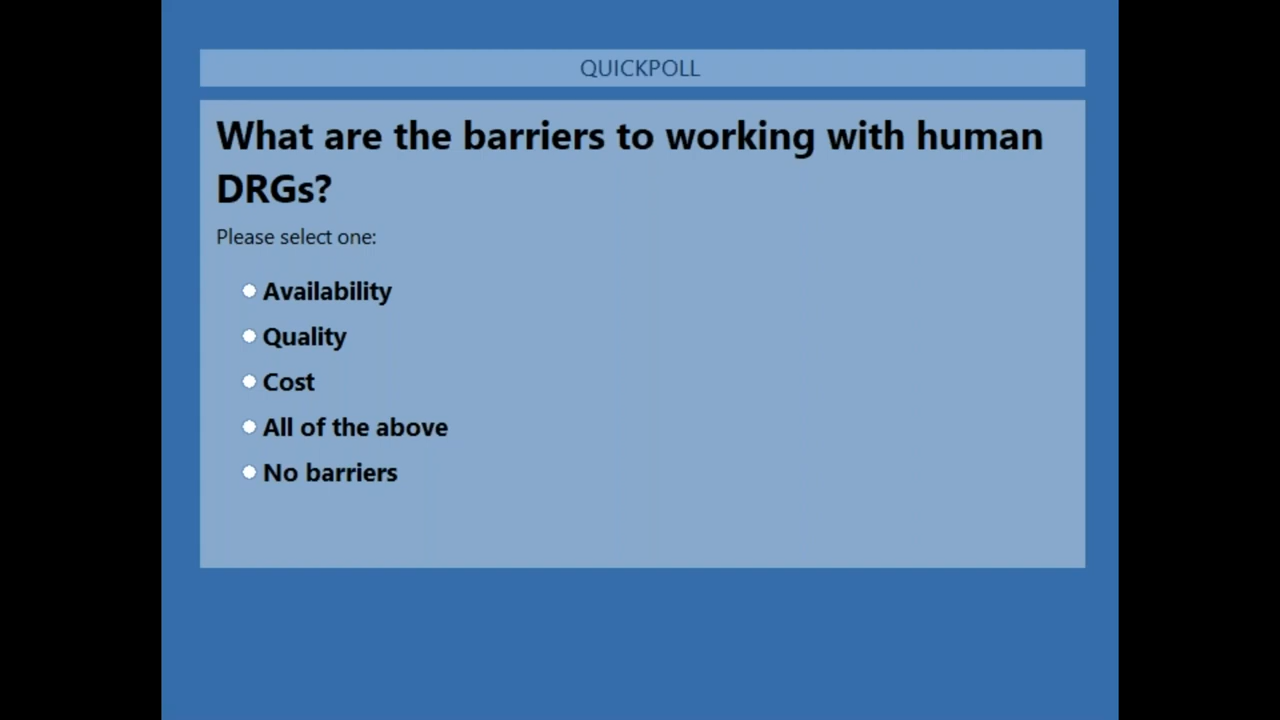 QUICKPOLL
What are the barriers to working with human
DRGs?
Please select one:
Availability
Quality
Cost
All of the above
No barriers